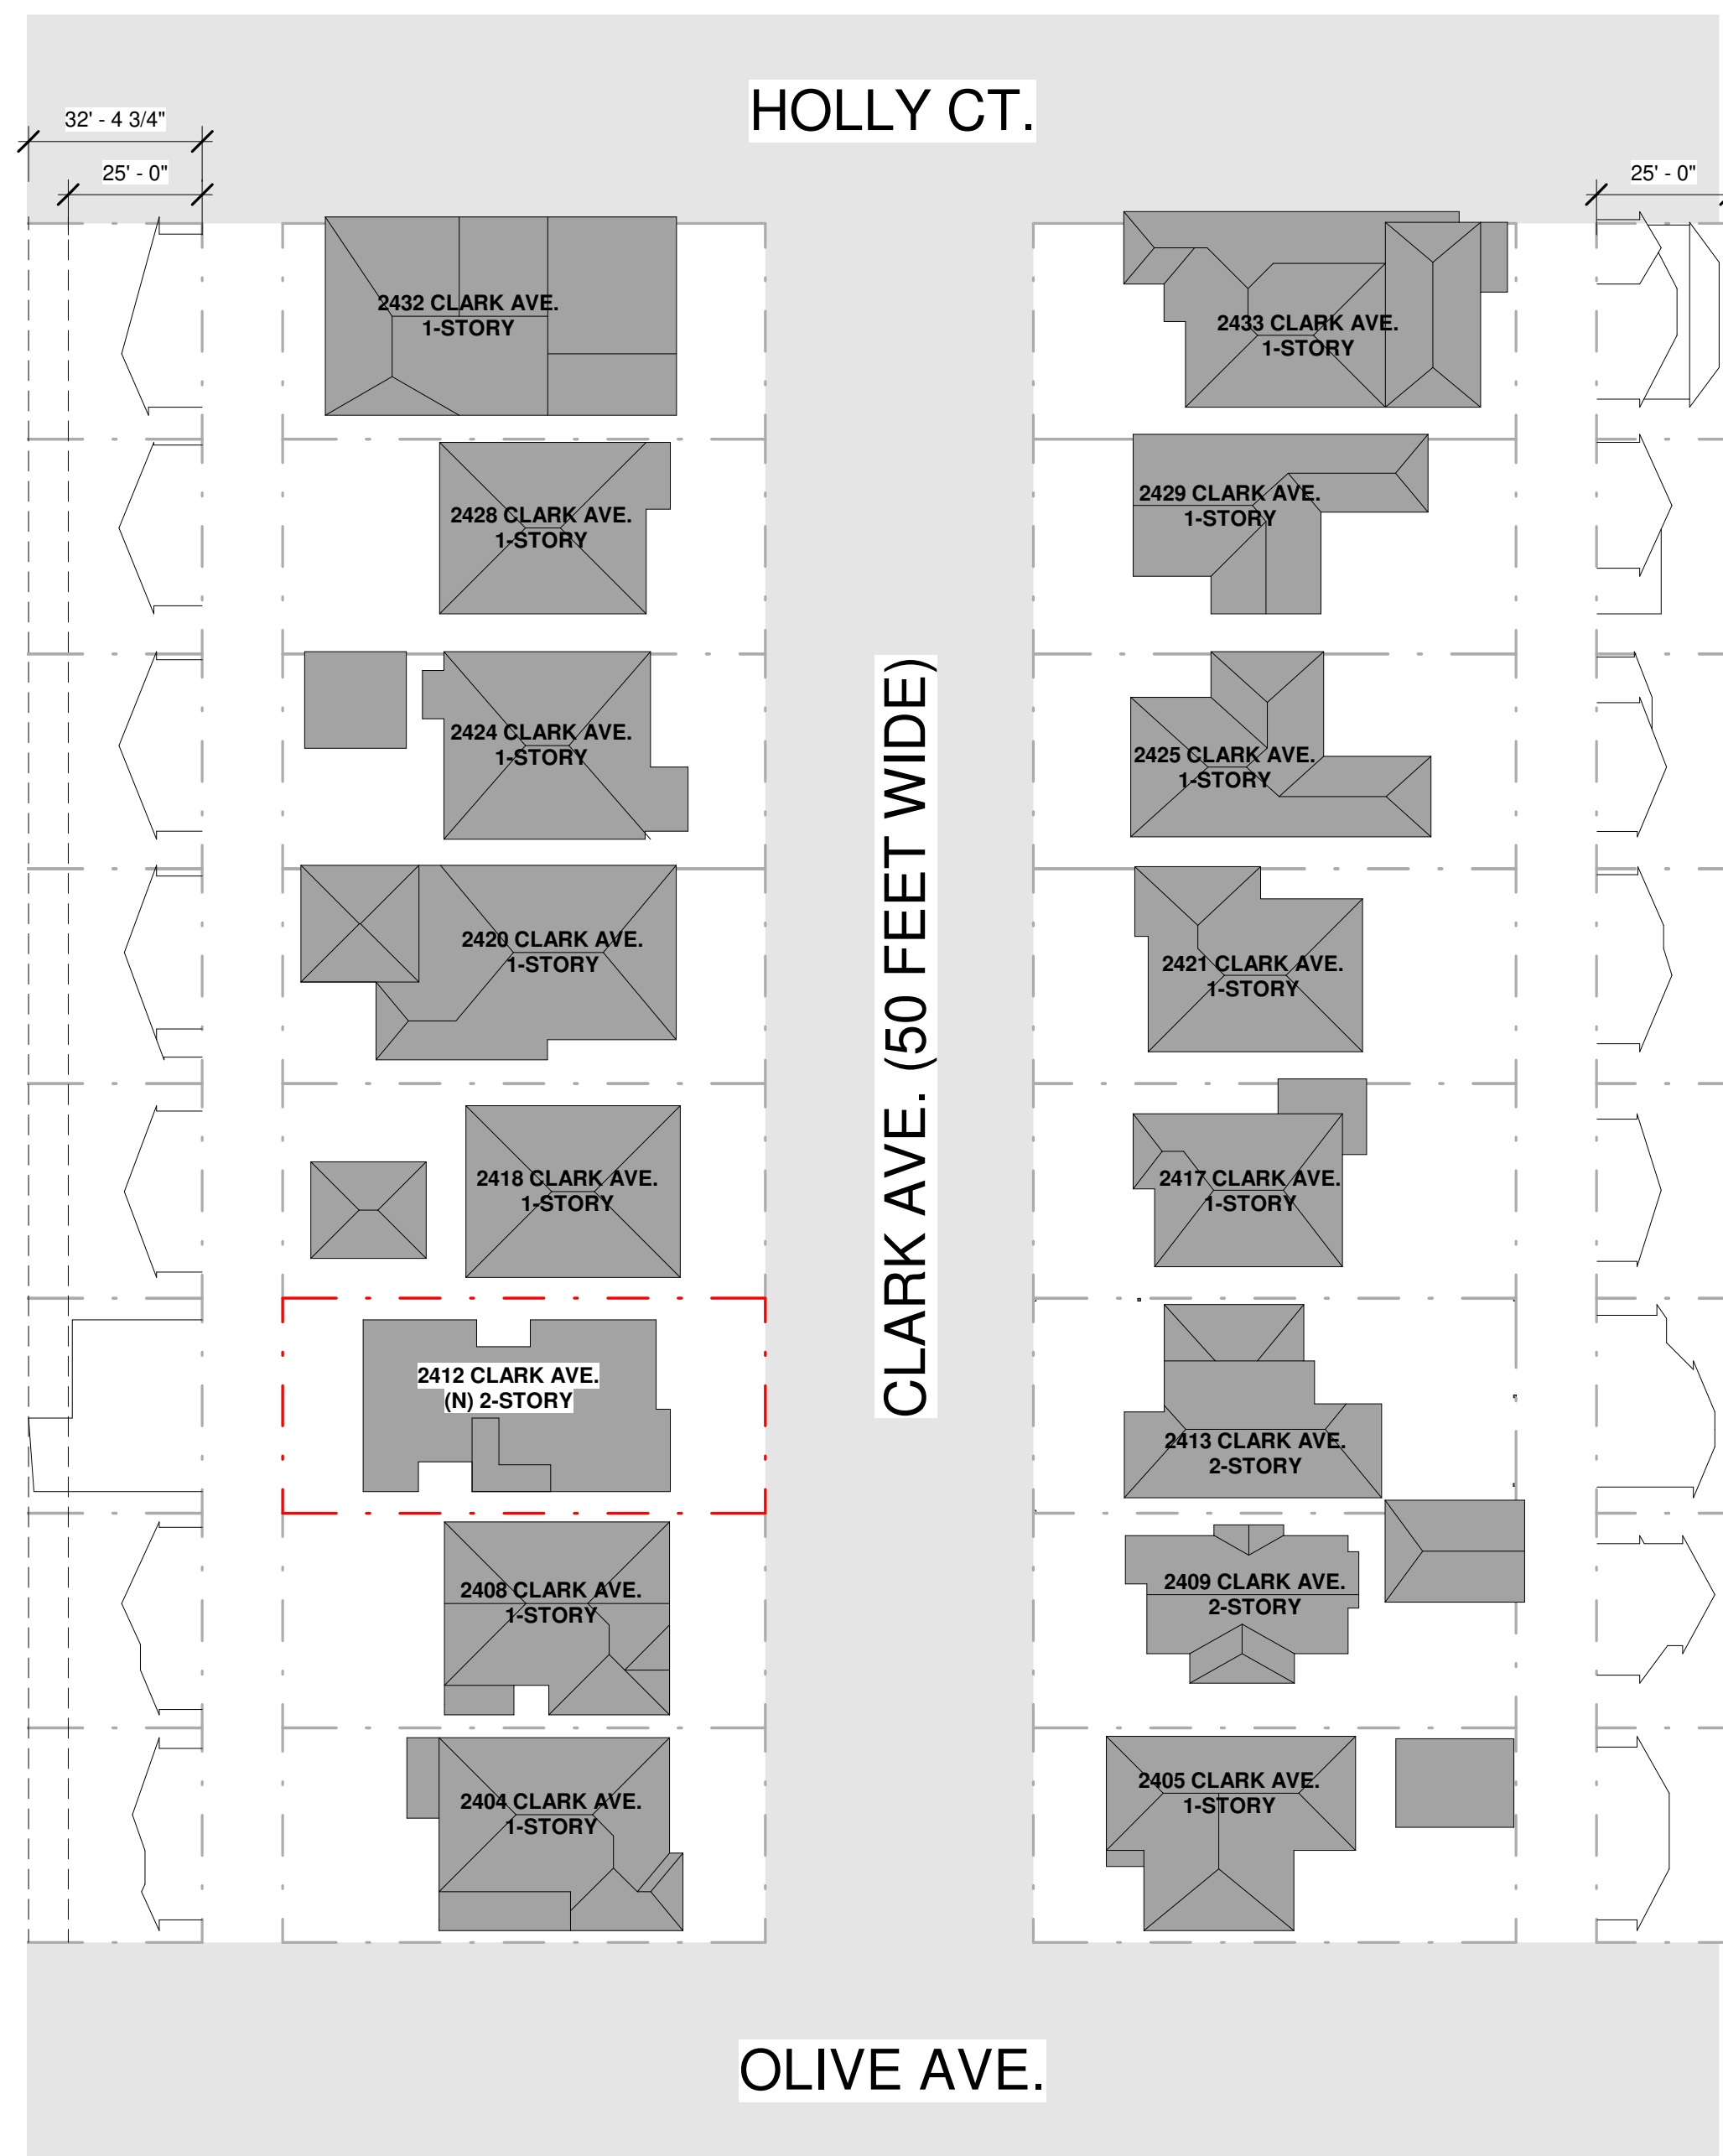 HOLLY CT.
32' - 4 3/4"
25' - 0"
25' - 0"
2432 CLARK AVE.
1-STORY
2433 CLARK AVE.
1-STORY
2428 CLARK AVE.
1-STORY
2429 CLARK AVE.
1-STORY
2424 CLARK AVE.
1-STORY
2425 CLARK AVE.
1-STORY
CLARK AVE. (50 FEET WIDE)
2420 CLARK AVE.
1-STORY
2421 CLARK AVE.
1-STORY
2418 CLARK AVE.
1-STORY
2417 CLARK AVE.
1-STORY
2412 CLARK AVE.
(N) 2-STORY
2413 CLARK AVE.
2-STORY
2408 CLARK AVE.
1-STORY
2409 CLARK AVE.
2-STORY
2404 CLARK AVE.
1-STORY
2405 CLARK AVE.
1-STORY
OLIVE AVE.